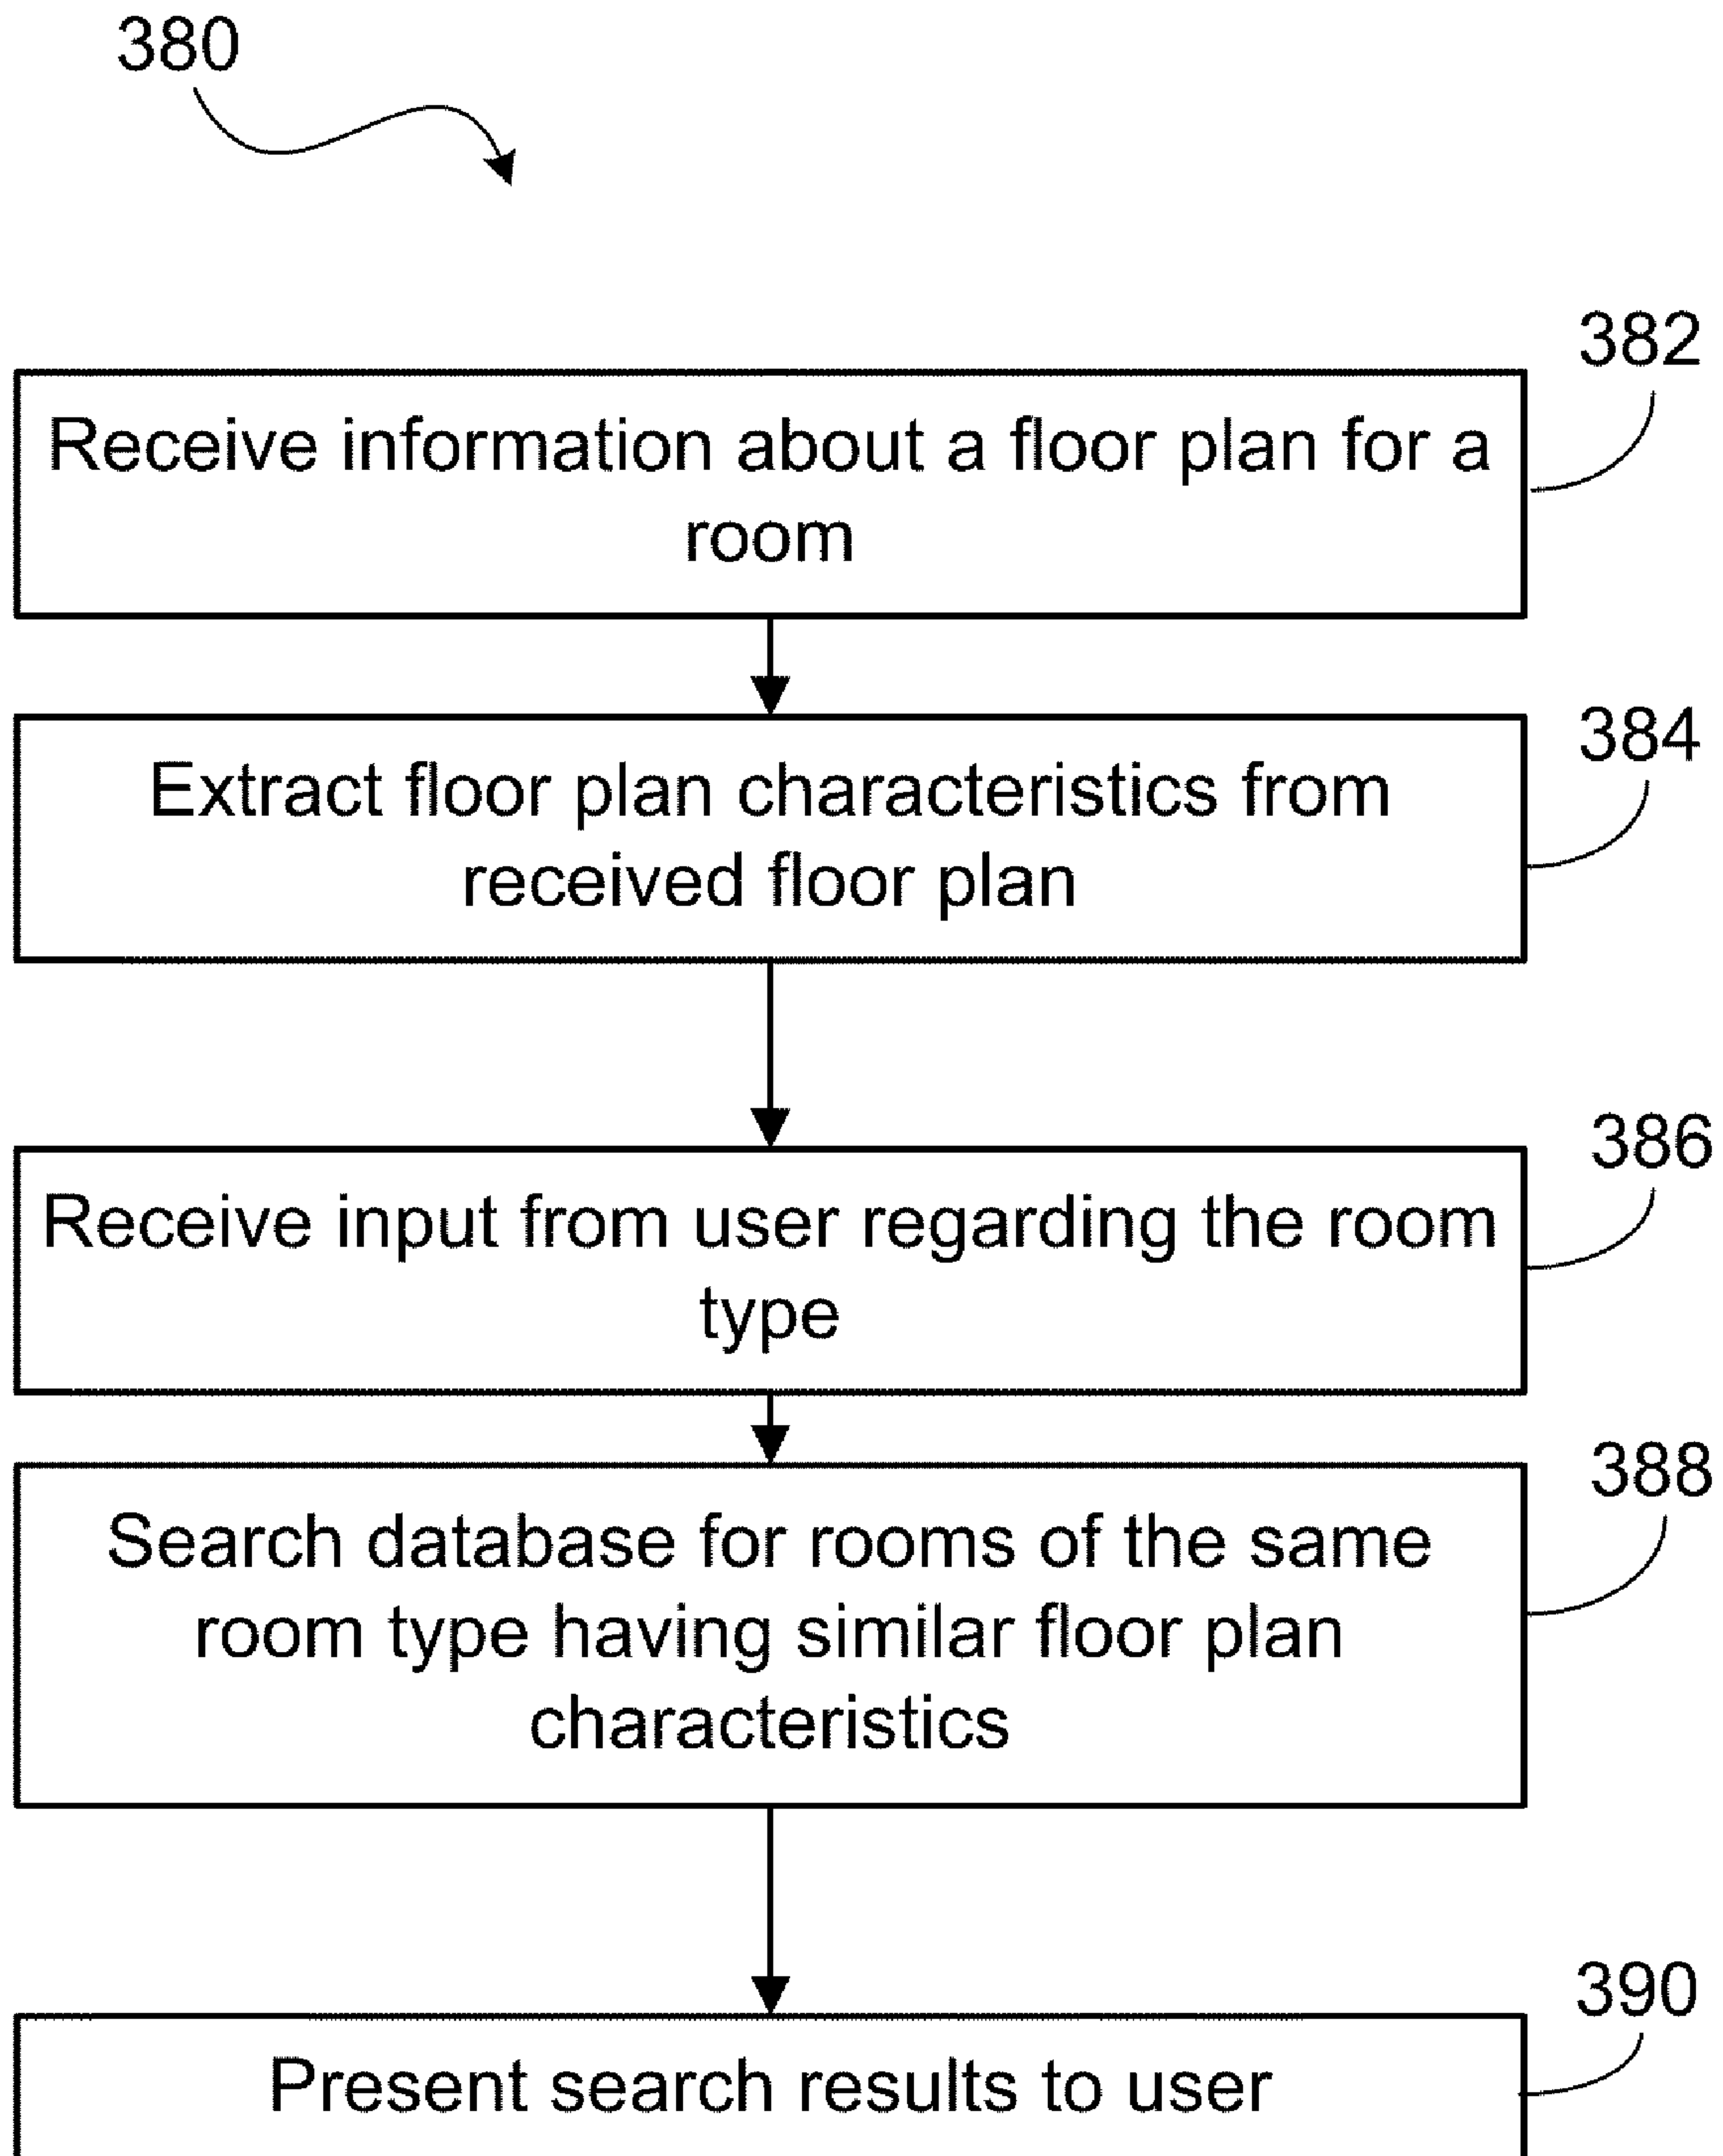 380
382
Receive information about a floor plan for a
room
384
Extract floor plan characteristics from
received floor plan
386
Receive input from user regarding the room
type
388
Search database for rooms of the same
room type having similar floor plan
characteristics
390
Present search results to user